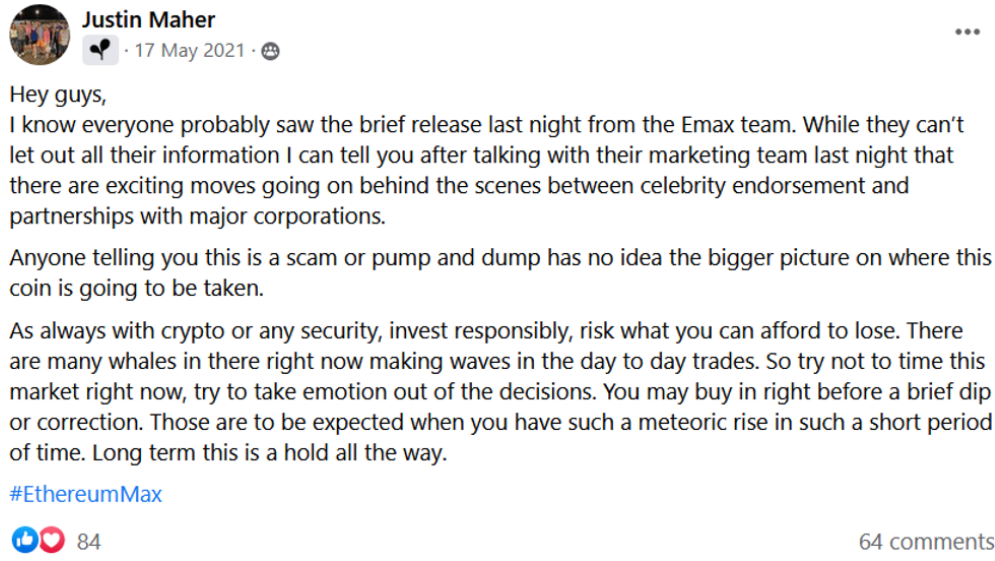 Justin Maher
· 17 May 2021 ·
Hey guys,
I know everyone probably saw the brief release last night from the Emax team. While they can't
let out all their information I can tell you after talking with their marketing team last night that
there are exciting moves going on behind the scenes between celebrity endorsement and
partnerships with major corporations.
Anyone telling you this is a scam or pump and dump has no idea the bigger picture on where this
coin is going to be taken.
As always with crypto or any security, invest responsibly, risk what you can afford to lose. There
are many whales in there right now making waves in the day to day trades. So try not to time this
market right now, try to take emotion out of the decisions. You may buy in right before a brief dip
or correction. Those are to be expected when you have such a meteoric rise in such a short period
of time. Long term this is a hold all the way.
#EthereumMax
84 64 comments